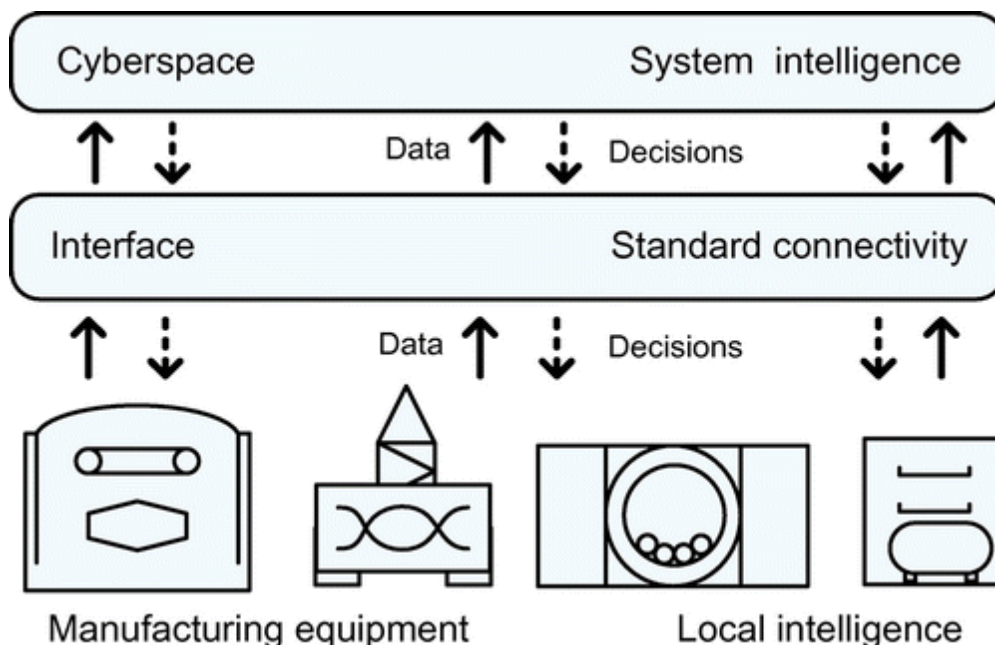 Cyberspace System intelligence
Data Decisions
Interface Standard connectivity
Data Decisions
Manufacturing equipment Local intelligence